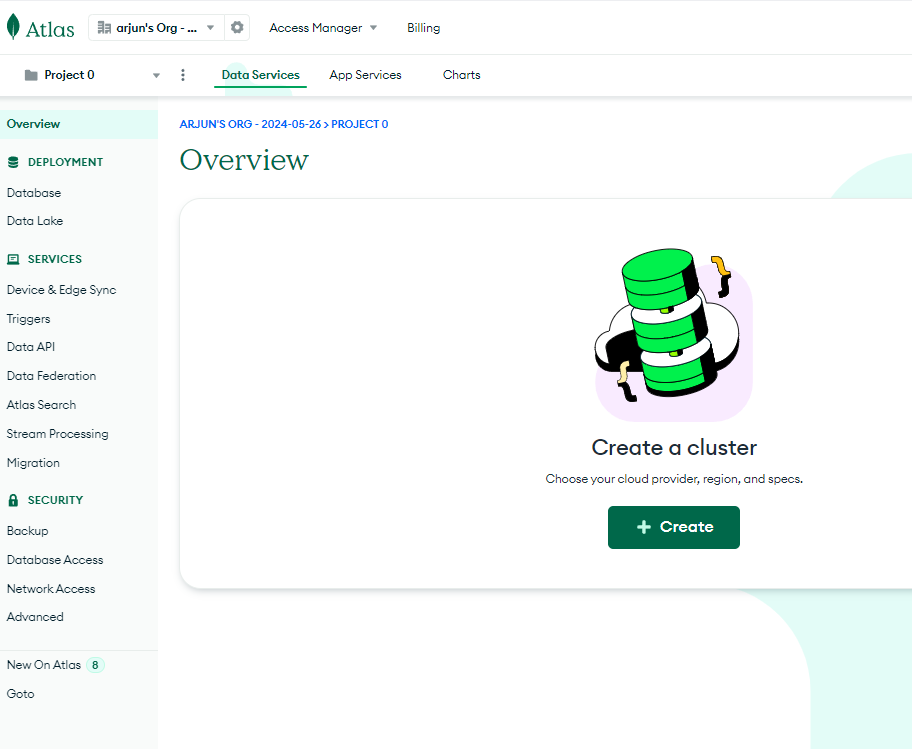 Atlas
arjun's Org - ...
Access Manager
Billing
Project 0
Data Services
App Services
Charts
Overview
DEPLOYMENT
Database
Data Lake
SERVICES
Device & Edge Sync
Triggers
Data API
Data Federation
Atlas Search
Stream Processing
Migration
SECURITY
Backup
Database Access
Network Access
Advanced
New On Atlas 8
Goto
ARJUN'S ORG - 2024-05-26 > PROJECT 0
Overview
Create a cluster
Choose your cloud provider, region, and specs.
+ Create